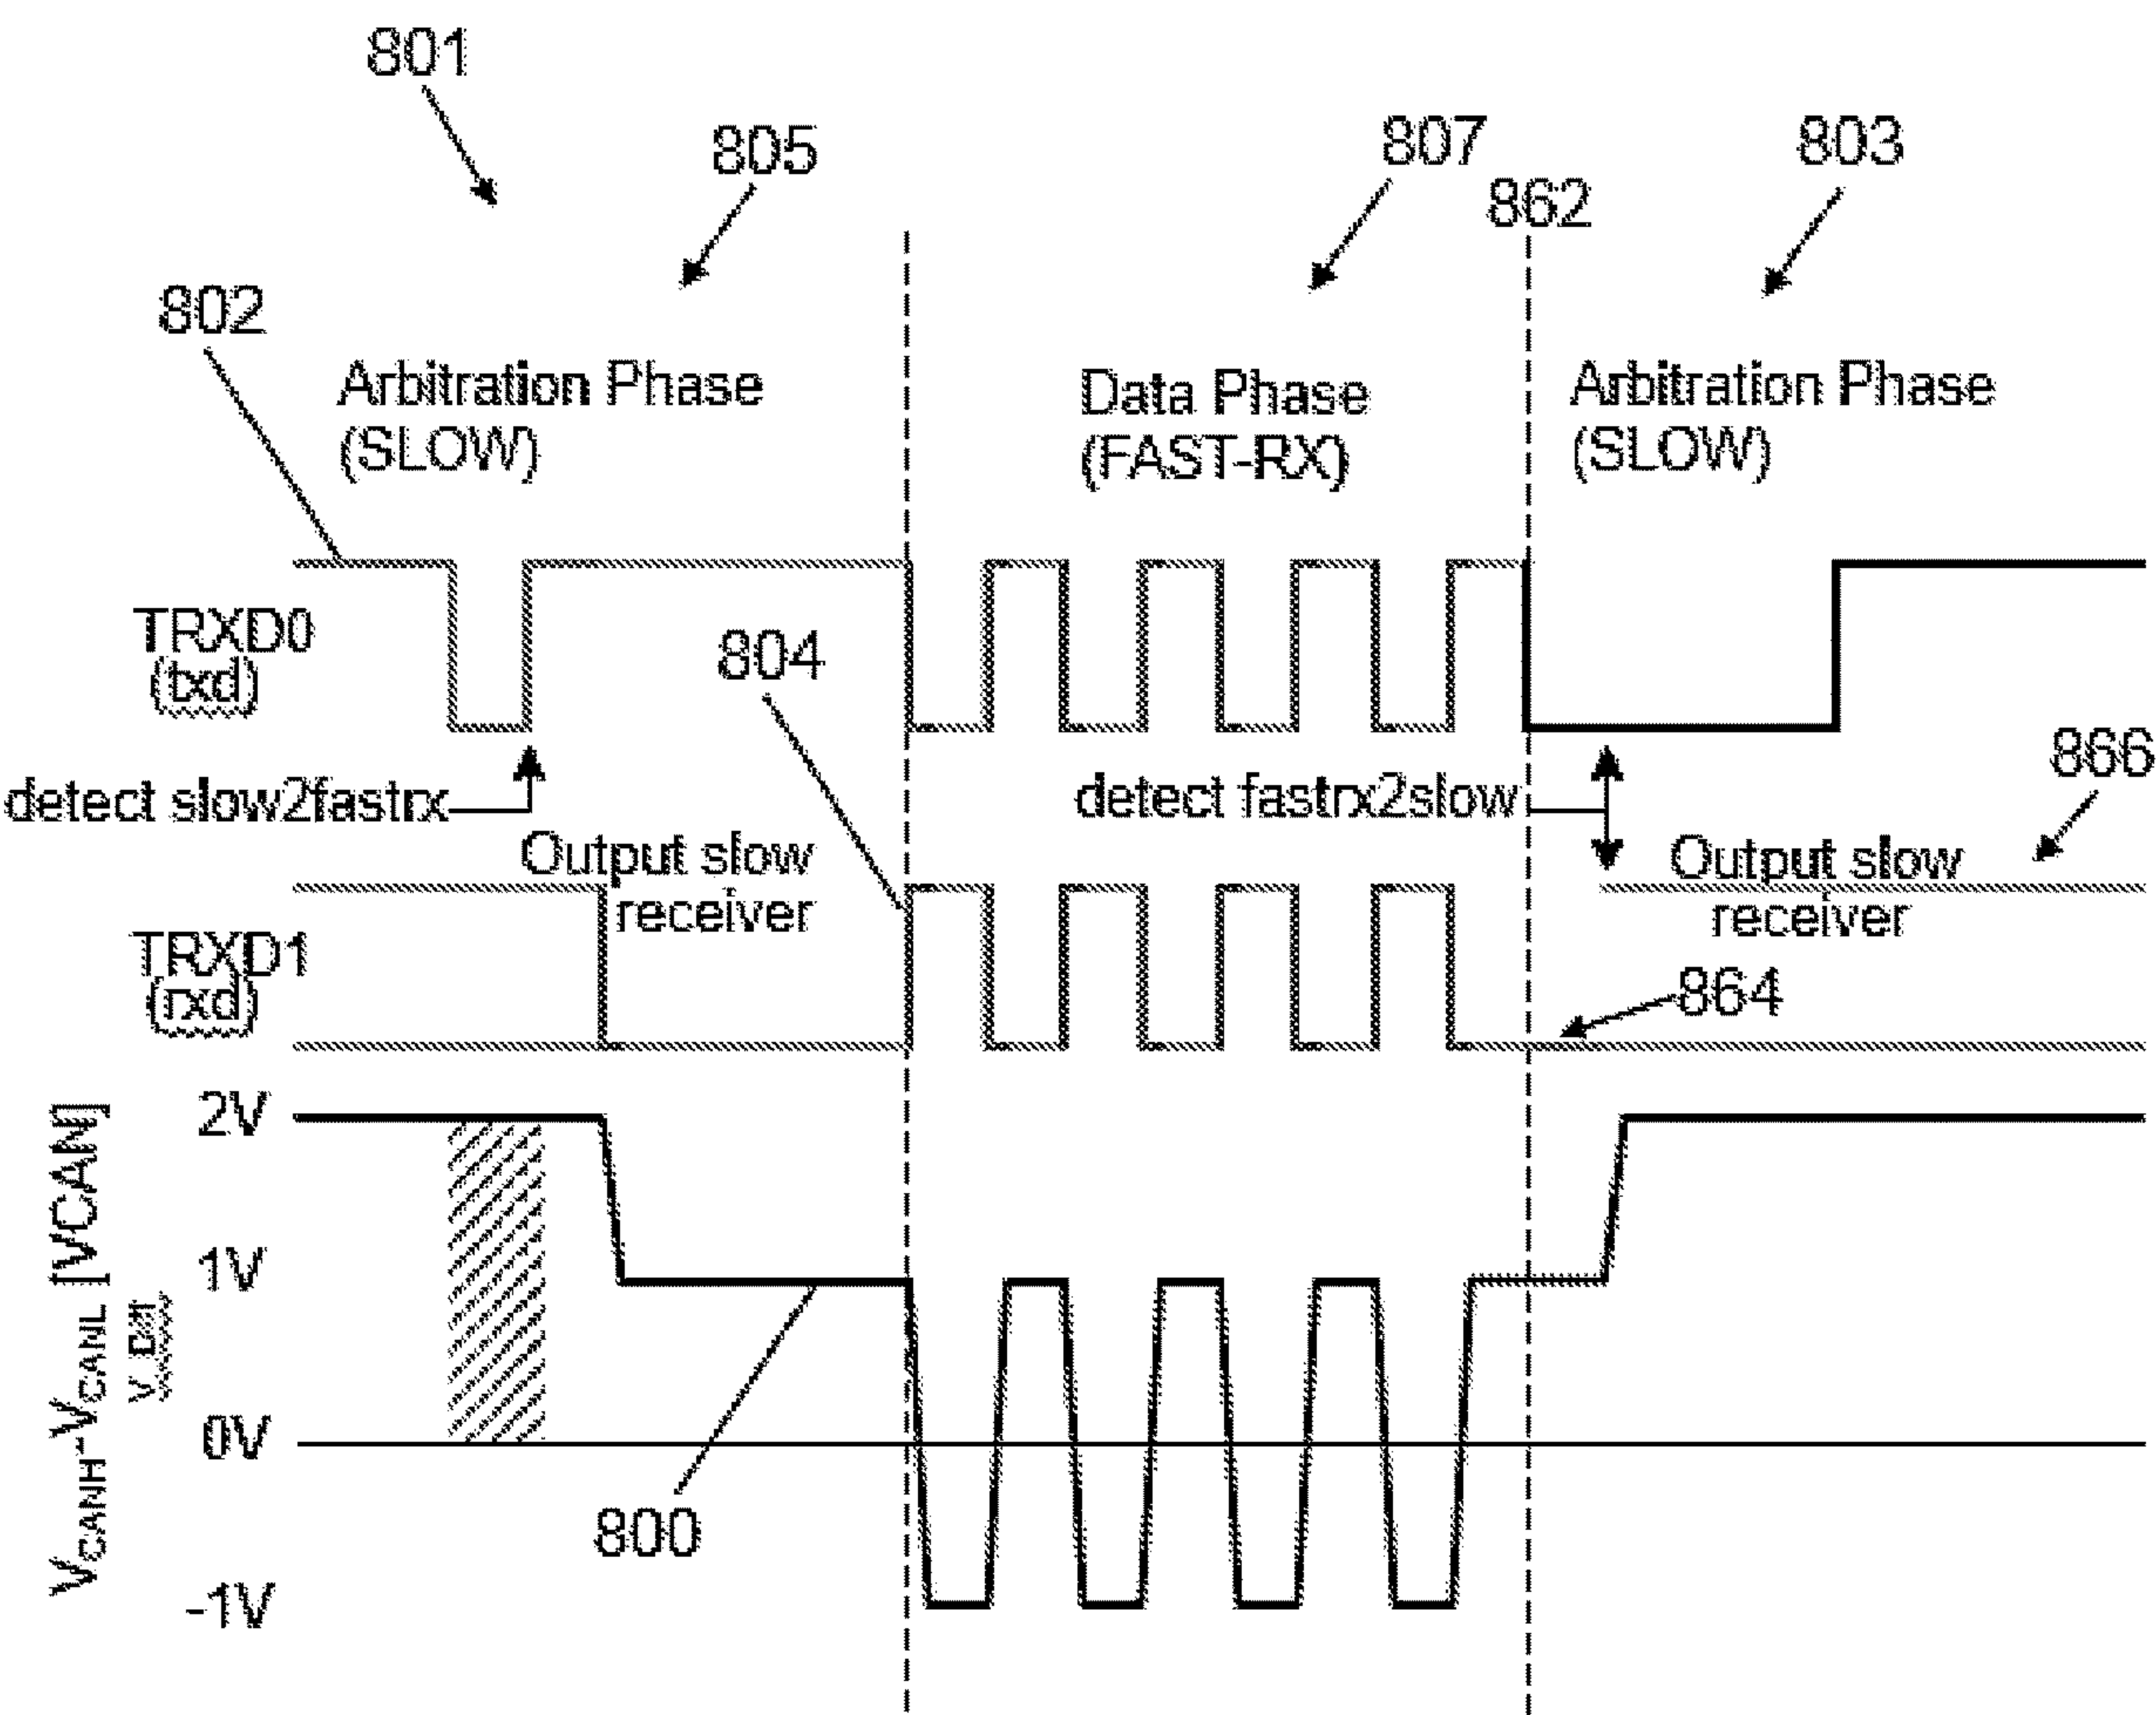 801
805
807
803
862
802
Arbitration Phase
(SLOW)
Data Phase
(FAST-RX)
Arbitration Phase
(SLOW)
TRXD0
(txd)
804
866
detect slow2fastrx
detect fastrx2slow
Output slow
receiver
Output slow
receiver
TRXD1
(rxd)
864
2V
1V
0V
-1V
VCANH-VCANL [VCAN]
V_Diff
800